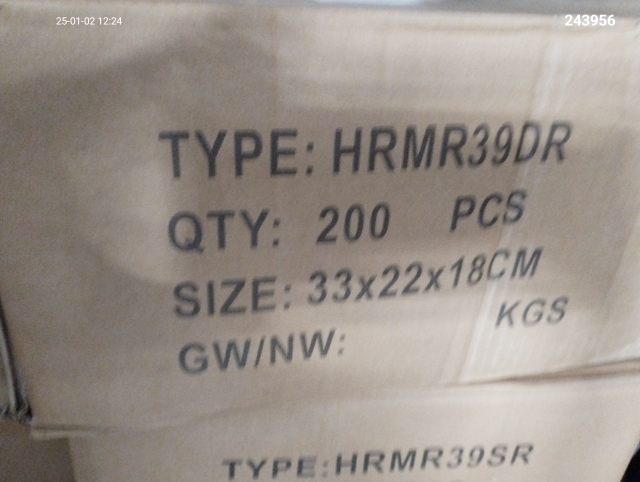 25-01-02 12:24
243956
TYPE: HRMR39DR
QTY: 200 PCS
SIZE: 33x22x18CM
GW/NW: KGS
TYPE:HRMR39SR